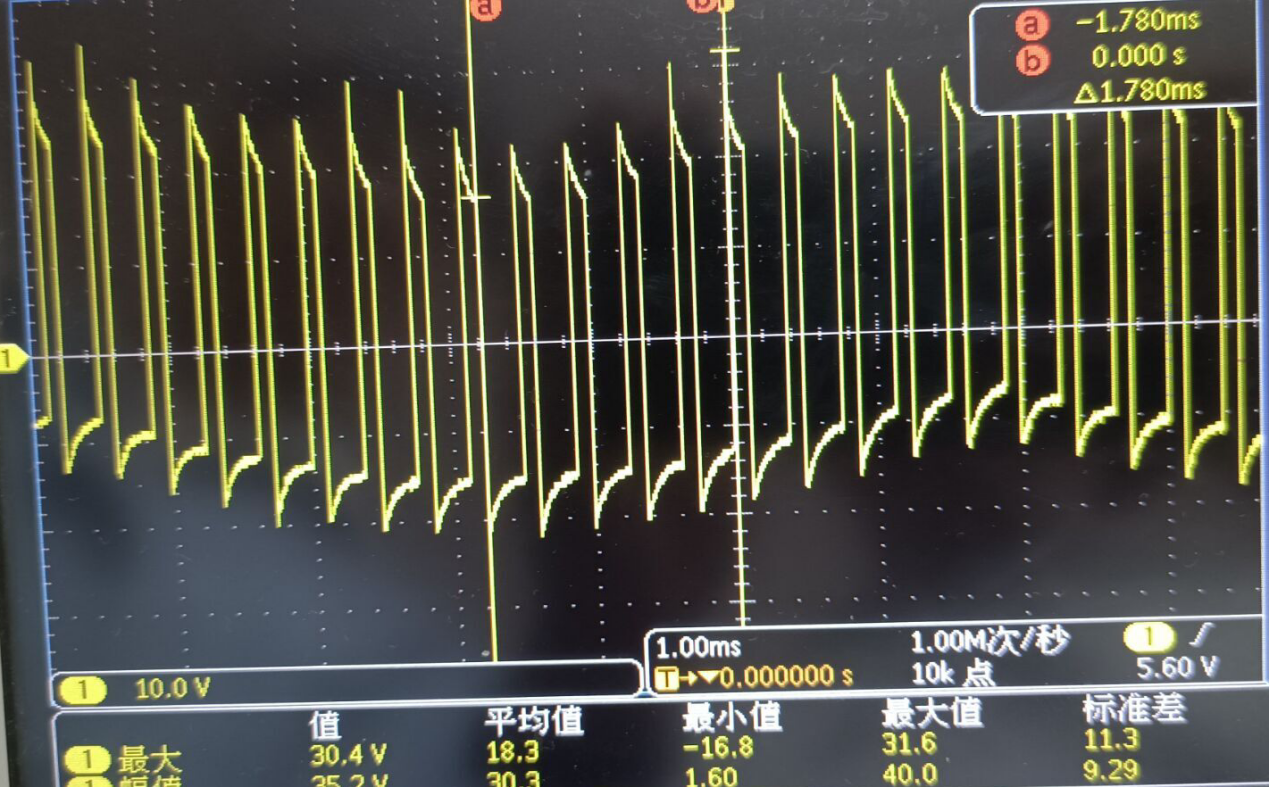 a
b
a -1.780ms
b 0.000 s
Δ1.780ms
1
1.00ms 1.00M次/秒 1 ∫
T→▼0.000000 s 10k 点 5.60 V
1 10.0 V
值 平均值 最小值 最大值 标准差
1 最大 30.4 V 18.3 -16.8 31.6 11.3
1 幅值 35.2 V 30.3 1.60 40.0 9.29